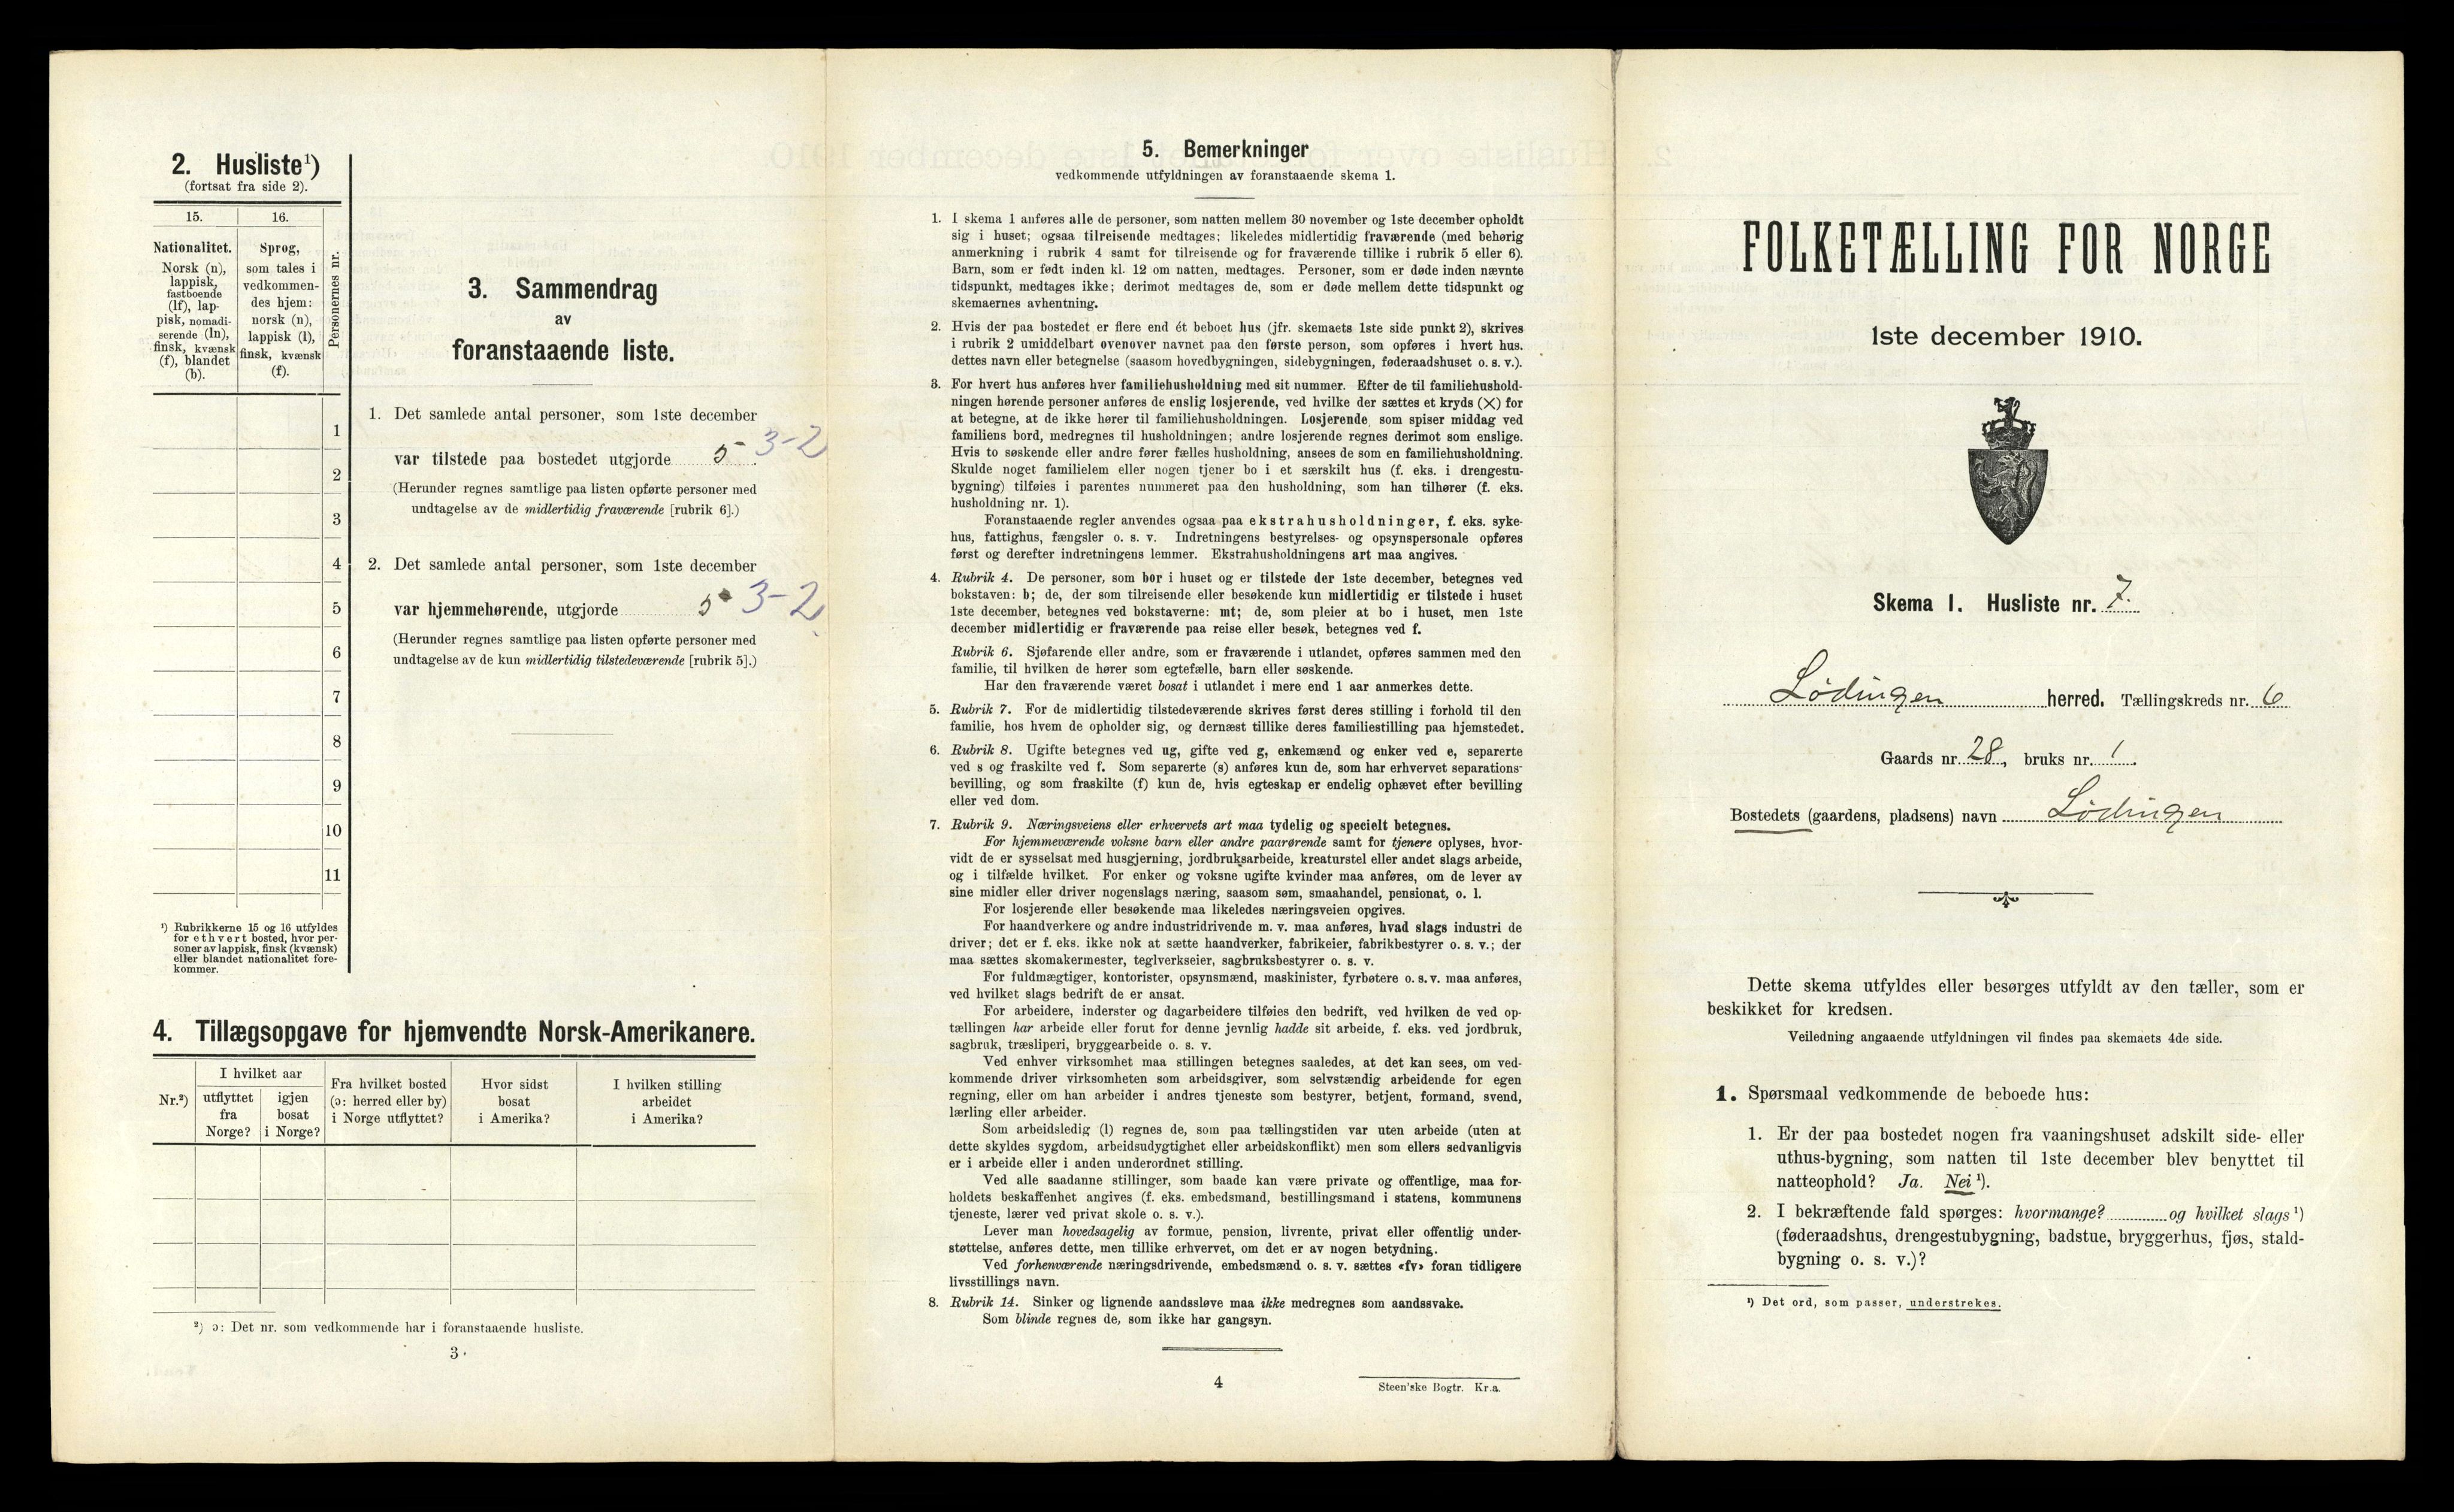 2. Husliste¹)
(fortsat fra side 2).
15.
16.
Personernes nr.
Nationalitet.
Norsk (n),
lappisk,
fastboende
(lf), lap-
pisk, nomadi-
serende (ln),
finsk, kvænsk
(f), blandet
(b).
Sprog,
som tales i
vedkommen-
des hjem:
norsk (n),
lappisk (l),
finsk, kvænsk
(f).
1
2
3
4
5
6
7
8
9
10
11
¹) Rubrikkerne 15 og 16 utfyldes
for ethvert bosted, hvor per-
soner av lappisk, finsk (kvænsk)
eller blandet nationalitet fore-
kommer.
3. Sammendrag
av
foranstaaende liste.
1. Det samlede antal personer, som 1ste december
var tilstede paa bostedet utgjorde 5 3-2
(Herunder regnes samtlige paa listen opførte personer med
undtagelse av de midlertidig fraværende [rubrik 6].)
2. Det samlede antal personer, som 1ste december
var hjemmehørende, utgjorde 5 3-2
(Herunder regnes samtlige paa listen opførte personer med
undtagelse av de kun midlertidig tilstedeværende [rubrik 5].)
4. Tillægsopgave for hjemvendte Norsk-Amerikanere.
Nr.²)
I hvilket aar
utflyttet
fra
Norge?
igjen
bosat
i Norge?
Fra hvilket bosted
(ɔ: herred eller by)
i Norge utflyttet?
Hvor sidst
bosat
i Amerika?
I hvilken stilling
arbeidet
i Amerika?
²) ɔ: Det nr. som vedkommende har i foranstaaende husliste.
3
5. Bemerkninger
vedkommende utfyldningen av foranstaaende skema 1.
1. I skema 1 anføres alle de personer, som natten mellem 30 november og 1ste december opholdt
sig i huset; ogsaa tilreisende medtages; likeledes midlertidig fraværende (med behørig
anmerkning i rubrik 4 samt for tilreisende og for fraværende tillike i rubrik 5 eller 6).
Barn, som er født inden kl. 12 om natten, medtages. Personer, som er døde inden nævnte
tidspunkt, medtages ikke; derimot medtages de, som er døde mellem dette tidspunkt og
skemaernes avhentning.
2. Hvis der paa bostedet er flere end ét beboet hus (jfr. skemaets 1ste side punkt 2), skrives
i rubrik 2 umiddelbart ovenover navnet paa den første person, som opføres i hvert hus.
dettes navn eller betegnelse (saasom hovedbygningen, sidebygningen, føderaadshuset o. s. v.).
3. For hvert hus anføres hver familiehusholdning med sit nummer. Efter de til familiehushold-
ningen hørende personer anføres de enslig losjerende, ved hvilke der sættes et kryds (×) for
at betegne, at de ikke hører til familiehusholdningen. Losjerende som spiser middag ved
familiens bord, medregnes til husholdningen; andre losjerende regnes derimot som enslige.
Hvis to søskende eller andre fører fælles husholdning, ansees de som en familiehusholdning.
Skulde noget familielem eller nogen tjener bo i et særskilt hus (f. eks. i drengestu-
bygning) tilføies i parentes nummeret paa den husholdning, som han tilhører (f. eks.
husholdning nr. 1).
Foranstaaende regler anvendes ogsaa paa ekstrahusholdninger, f. eks. syke-
hus, fattighus, fængsler o. s. v. Indretningens bestyrelses- og opsynspersonale opføres
først og derefter indretningens lemmer. Ekstrahusholdningens art maa angives.
4. Rubrik 4. De personer, som bor i huset og er tilstede der 1ste december, betegnes ved
bokstaven: b; de, der som tilreisende eller besøkende kun midlertidig er tilstede i huset
1ste december, betegnes ved bokstaverne: mt; de, som pleier at bo i huset, men 1ste
december midlertidig er fraværende paa reise eller besøk, betegnes ved f.
Rubrik 6. Sjøfarende eller andre, som er fraværende i utlandet, opføres sammen med den
familie, til hvilken de hører som egtefælle, barn eller søskende.
Har den fraværende været bosat i utlandet i mere end 1 aar anmerkes dette.
5. Rubrik 7. For de midlertidig tilstedeværende skrives først deres stilling i forhold til den
familie, hos hvem de opholder sig, og dernæst tillike deres familiestilling paa hjemstedet.
6. Rubrik 8. Ugifte betegnes ved ug, gifte ved g, enkemænd og enker ved e, separerte
ved s og fraskilte ved f. Som separerte (s) anføres kun de, som har erhvervet separations-
bevilling, og som fraskilte (f) kun de, hvis egteskap er endelig ophævet efter bevilling
eller ved dom.
7. Rubrik 9. Næringsveiens eller erhvervets art maa tydelig og specielt betegnes.
For hjemmeværende voksne barn eller andre paarørende samt for tjenere oplyses, hvor-
vidt de er sysselsat med husgjerning, jordbruksarbeide, kreaturstel eller andet slags arbeide,
og i tilfælde hvilket. For enker og voksne ugifte kvinder maa anføres, om de lever av
sine midler eller driver nogenslags næring, saasom søm, smaahandel, pensionat, o. l.
For losjerende eller besøkende maa likeledes næringsveien opgives.
For haandverkere og andre industridrivende m. v. maa anføres, hvad slags industri de
driver; det er f. eks. ikke nok at sætte haandverker, fabrikeier, fabrikbestyrer o. s. v.; der
maa sættes skomakermester, teglverkseier, sagbruksbestyrer o. s. v.
For fuldmægtiger, kontorister, opsynsmænd, maskinister, fyrbøtere o. s. v. maa anføres,
ved hvilket slags bedrift de er ansat.
For arbeidere, inderster og dagarbeidere tilføies den bedrift, ved hvilken de ved op-
tællingen har arbeide eller forut for denne jevnlig hadde sit arbeide, f. eks. ved jordbruk,
sagbruk, træsliperi, bryggearbeide o. s. v.
Ved enhver virksomhet maa stillingen betegnes saaledes, at det kan sees, om ved-
kommende driver virksomheten som arbeidsgiver, som selvstændig arbeidende for egen
regning, eller om han arbeider i andres tjeneste som bestyrer, betjent, formand, svend,
lærling eller arbeider.
Som arbeidsledig (l) regnes de, som paa tællingstiden var uten arbeide (uten at
dette skyldes sygdom, arbeidsudygtighet eller arbeidskonflikt) men som ellers sedvanligvis
er i arbeide eller i anden underordnet stilling.
Ved alle saadanne stillinger, som baade kan være private og offentlige, maa for-
holdets beskaffenhet angives (f. eks. embedsmand, bestillingsmand i statens, kommunens
tjeneste, lærer ved privat skole o. s. v.).
Lever man hovedsagelig av formue, pension, livrente, privat eller offentlig under-
støttelse, anføres dette, men tillike erhvervet, om det er av nogen betydning.
Ved forhenværende næringsdrivende, embedsmænd o. s. v. sættes «fv» foran tidligere
livsstillings navn.
8. Rubrik 14. Sinker og lignende aandssløve maa ikke medregnes som aandssvake.
Som blinde regnes de, som ikke har gangsyn.
4
Steen'ske Bogtr. Kr.a.
FOLKETÆLLING FOR NORGE
1ste december 1910.
Skema 1. Husliste nr. 7.
Lødingen herred. Tællingskreds nr. 6
Gaards nr. 28, bruks nr. 1.
Bostedets (gaardens, pladsens) navn Lødingen
Dette skema utfyldes eller besørges utfyldt av den tæller, som er
beskikket for kredsen.
Veiledning angaaende utfyldningen vil findes paa skemaets 4de side.
1. Spørsmaal vedkommende de beboede hus:
1. Er der paa bostedet nogen fra vaaningshuset adskilt side- eller
uthus-bygning, som natten til 1ste december blev benyttet til
natteophold? Ja. Nei ¹).
2. I bekræftende fald spørges: hvormange? og hvilket slags ¹)
(føderaadshus, drengestubygning, badstue, bryggerhus, fjøs, stald-
bygning o. s. v.)?
¹) Det ord, som passer, understrekes.